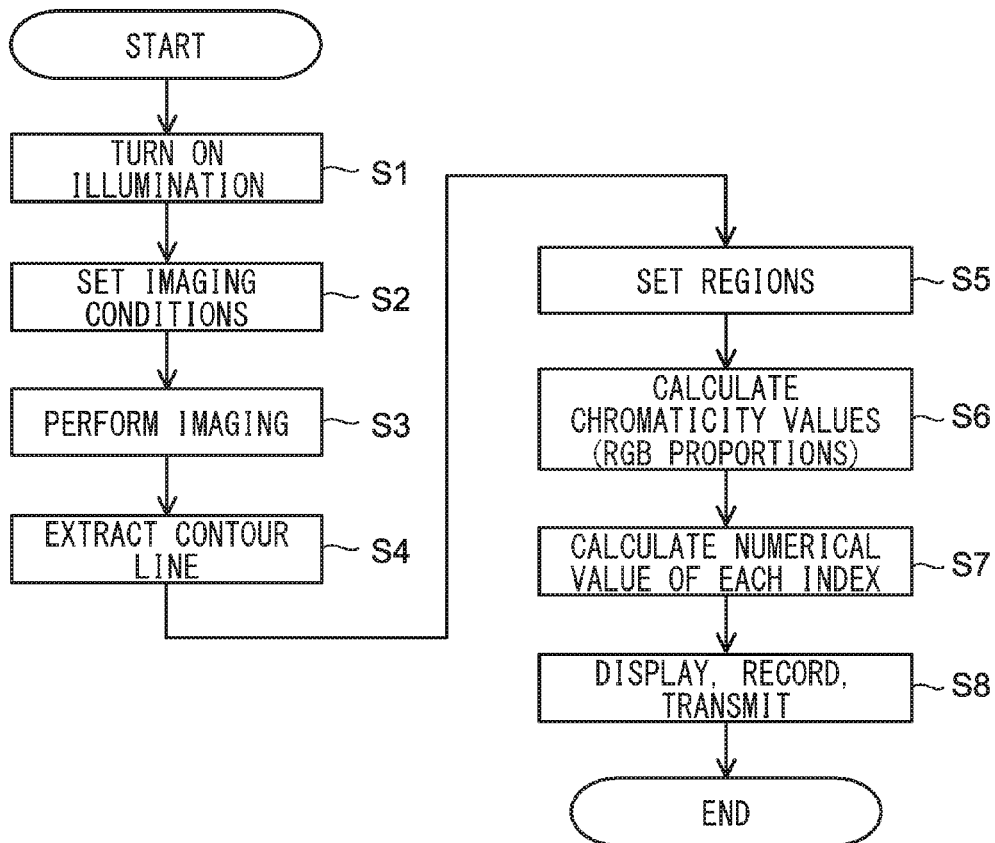 START
TURN ON
ILLUMINATION
S1
SET IMAGING
CONDITIONS
S2
PERFORM IMAGING
S3
EXTRACT CONTOUR
LINE
S4
SET REGIONS
S5
CALCULATE
CHROMATICITY VALUES
(RGB PROPORTIONS)
S6
CALCULATE NUMERICAL
VALUE OF EACH INDEX
S7
DISPLAY, RECORD,
TRANSMIT
S8
END